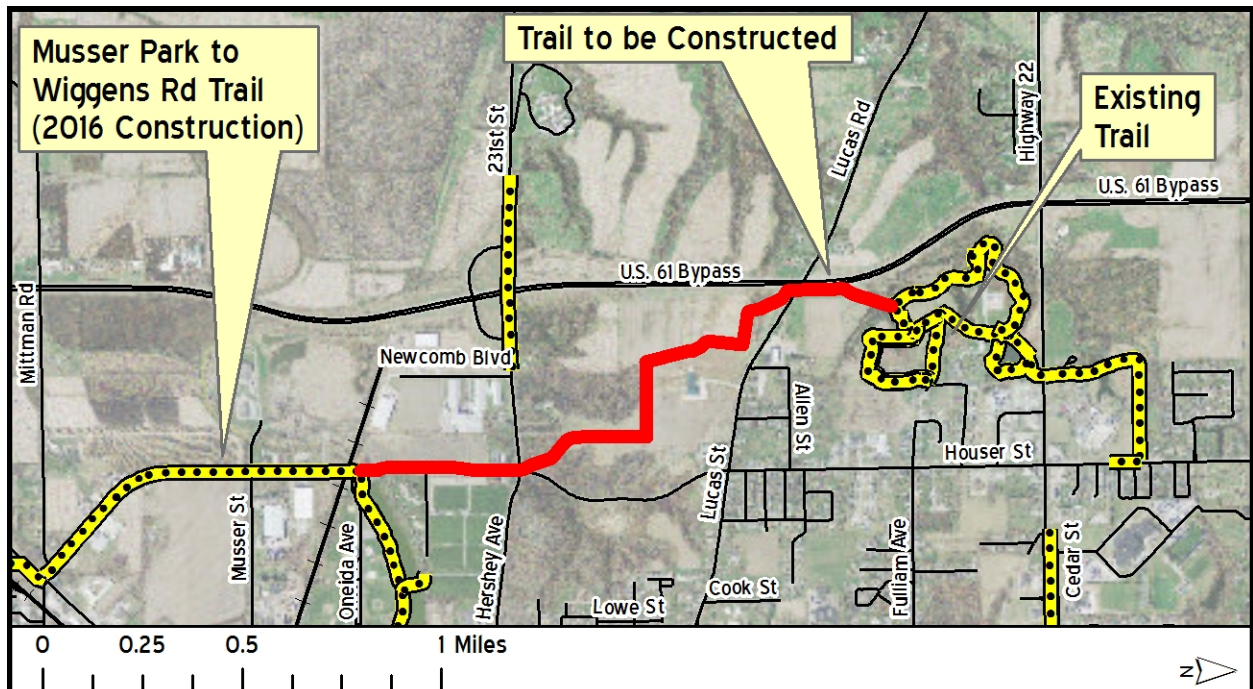 Musser Park to
Wiggens Rd Trail
(2016 Construction)
Trail to be Constructed
Existing
Trail
231st St
Lucas Rd
Highway 22
U.S. 61 Bypass
U.S. 61 Bypass
Mittman Rd
Newcomb Blvd
Allen St
Houser St
Musser St
Lucas St
Oneida Ave
Hershey Ave
Fulliam Ave
Cedar St
Cook St
Lowe St
0 0.25 0.5 1 Miles
N